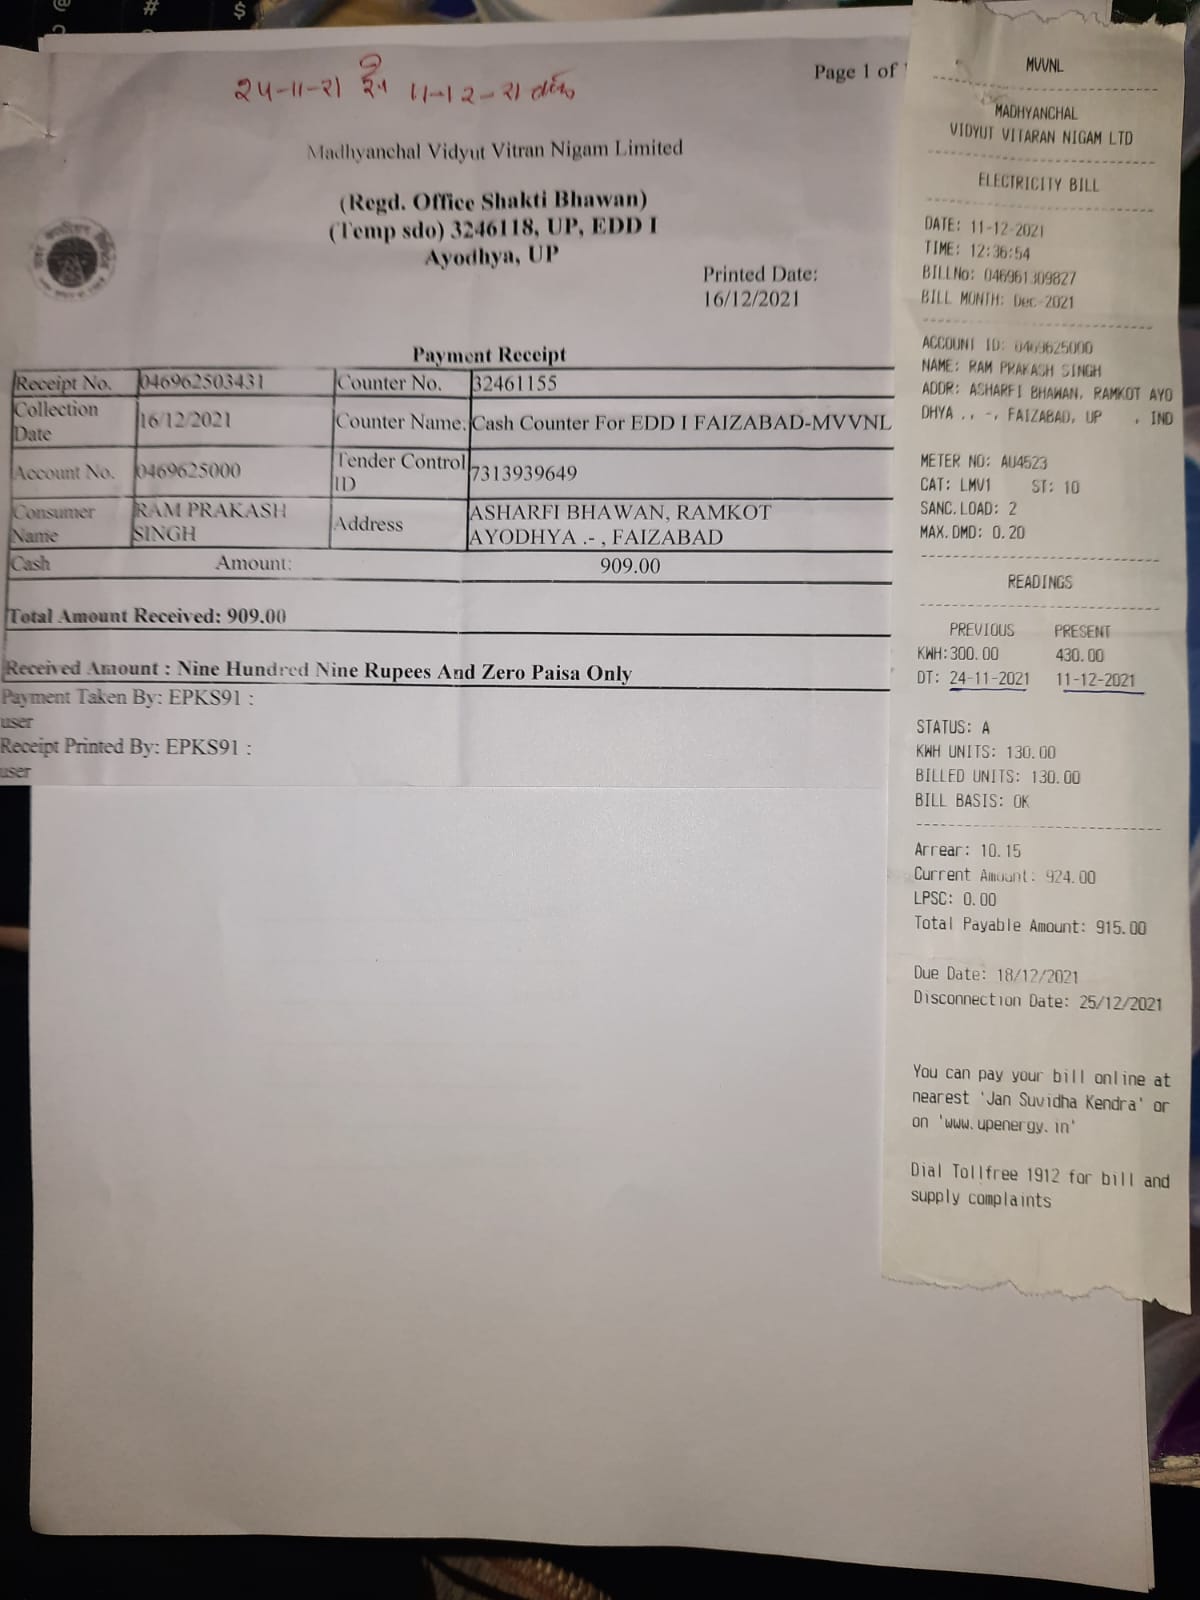 २५-११-२१ से ११-१२-२१ तक
Page 1 of
Madhyanchal Vidyut Vitran Nigam Limited
(Regd. Office Shakti Bhawan)
(Temp sdo) 3246118, UP, EDD I
Ayodhya, UP
Printed Date:
16/12/2021
Payment Receipt
Receipt No. 046962503431 Counter No. 32461155
Collection Date 16/12/2021 Counter Name: Cash Counter For EDD I FAIZABAD-MVVNL
Account No. 0469625000 Tender Control ID 7313939649
Consumer Name RAM PRAKASH SINGH Address ASHARFI BHAWAN, RAMKOT AYODHYA .- , FAIZABAD
Cash Amount: 909.00
Total Amount Received: 909.00
Received Amount : Nine Hundred Nine Rupees And Zero Paisa Only
Payment Taken By: EPKS91 :
user
Receipt Printed By: EPKS91 :
user
MVVNL
MADHYANCHAL
VIDYUT VITARAN NIGAM LTD
ELECTRICITY BILL
DATE: 11-12-2021
TIME: 12:36:54
BILLNo: 046961309827
BILL MONTH: Dec-2021
ACCOUNT ID: 0469625000
NAME: RAM PRAKASH SINGH
ADDR: ASHARFI BHAWAN, RAMKOT AYO
DHYA ., -, FAIZABAD, UP , IND
METER NO: AU4523
CAT: LMV1 ST: 10
SANC.LOAD: 2
MAX.DMD: 0.20
READINGS
PREVIOUS PRESENT
KWH:300.00 430.00
DT: 24-11-2021 11-12-2021
STATUS: A
KWH UNITS: 130.00
BILLED UNITS: 130.00
BILL BASIS: OK
Arrear: 10.15
Current Amount: 924.00
LPSC: 0.00
Total Payable Amount: 915.00
Due Date: 18/12/2021
Disconnection Date: 25/12/2021
You can pay your bill online at
nearest 'Jan Suvidha Kendra' or
on 'www.upenergy.in'
Dial Tollfree 1912 for bill and
supply complaints